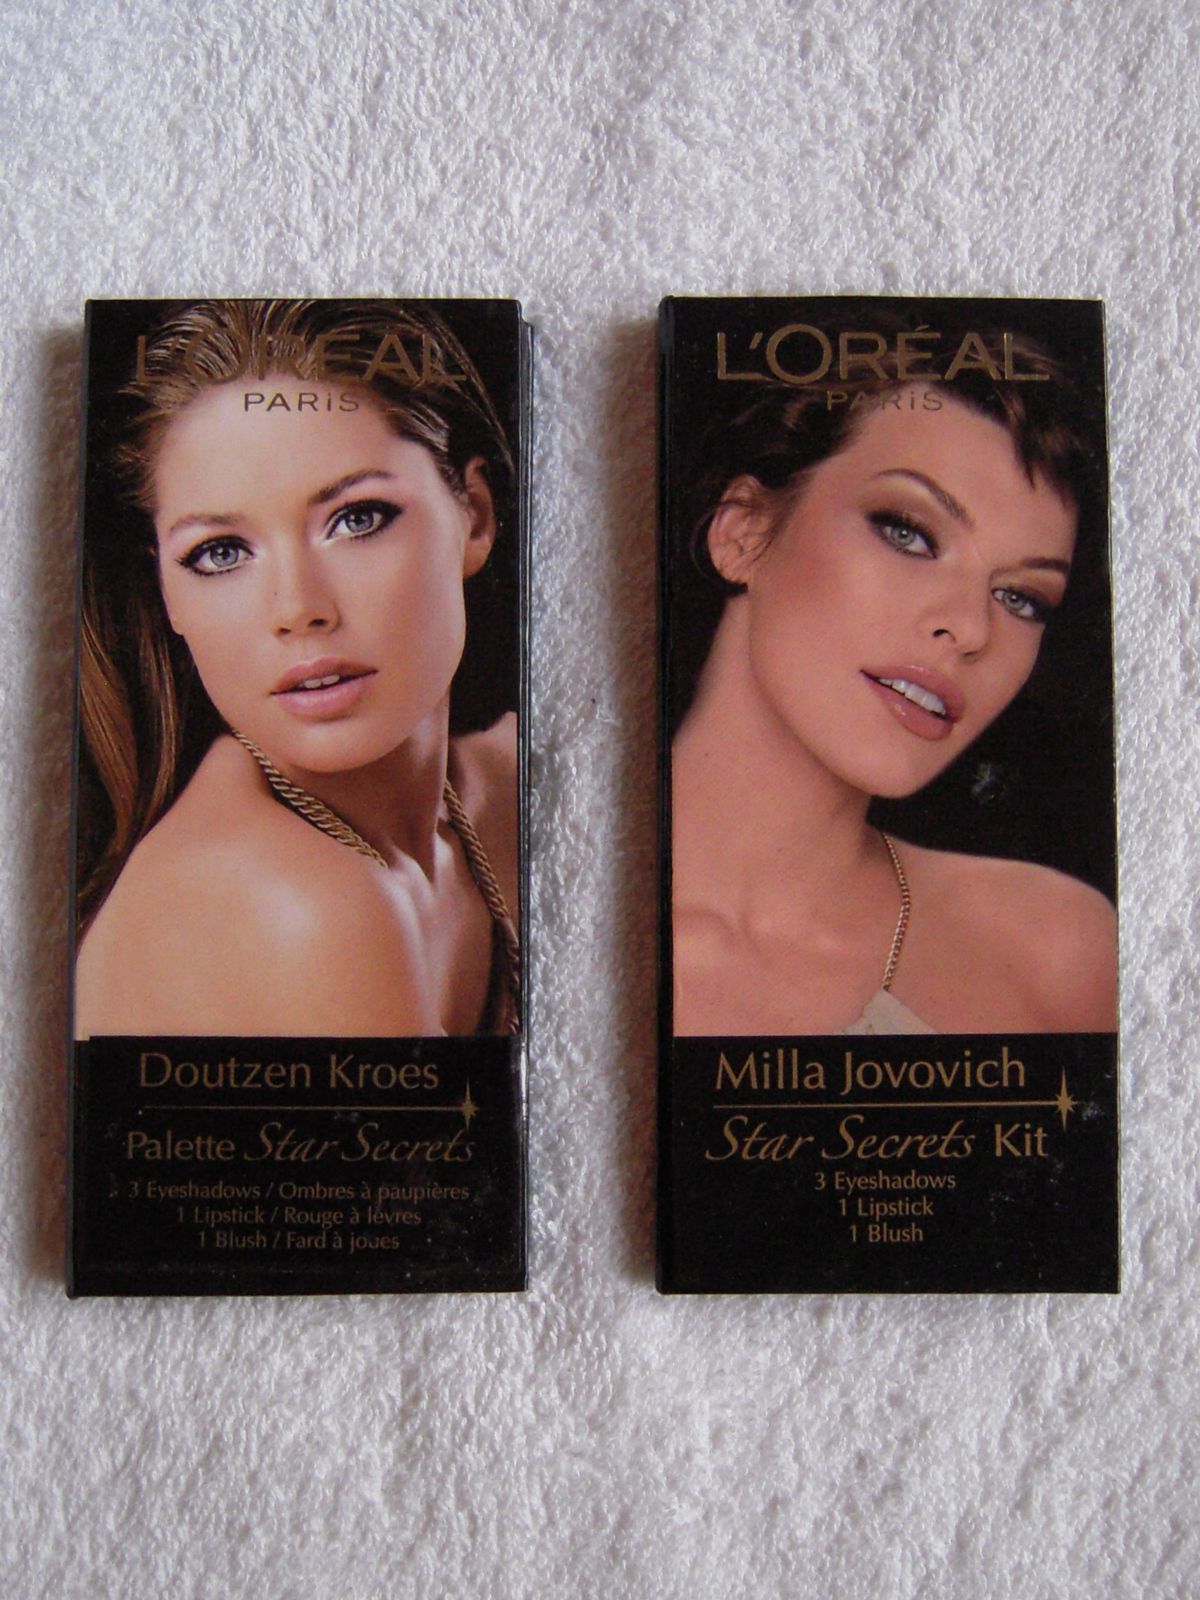 L'ORÉAL
PARiS
Doutzen Kroes
Palette Star Secrets
3 Eyeshadows / Ombres à paupières
1 Lipstick / Rouge à lèvres
1 Blush / Fard à joues
L'ORÉAL
PARiS
Milla Jovovich
Star Secrets Kit
3 Eyeshadows
1 Lipstick
1 Blush